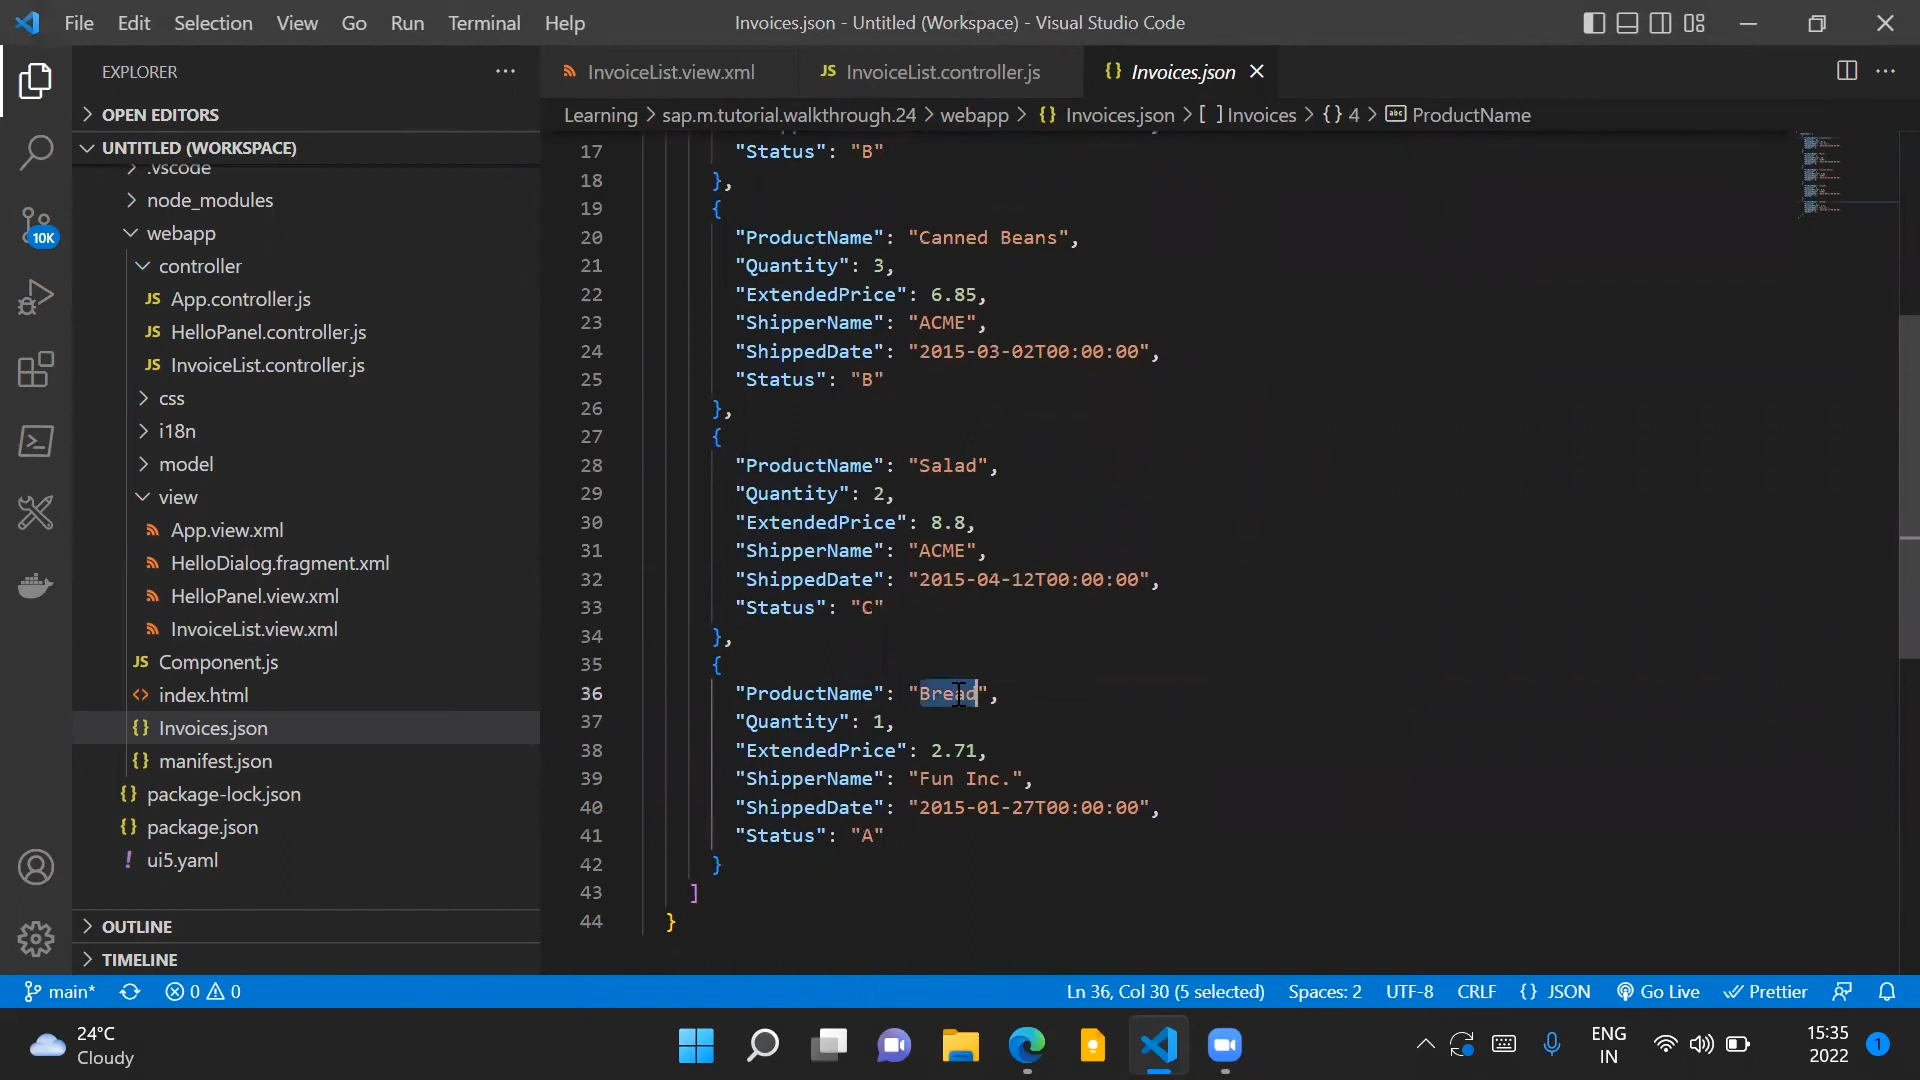 File Edit Selection View Go Run Terminal Help
Invoices.json - Untitled (Workspace) - Visual Studio Code
EXPLORER
InvoiceList.view.xml
JS InvoiceList.controller.js
{} Invoices.json
OPEN EDITORS
Learning > sap.m.tutorial.walkthrough.24 > webapp > {} Invoices.json > [ ] Invoices > {} 4 > abc ProductName
UNTITLED (WORKSPACE)
.vscode
node_modules
webapp
controller
JS App.controller.js
JS HelloPanel.controller.js
JS InvoiceList.controller.js
css
i18n
model
view
App.view.xml
HelloDialog.fragment.xml
HelloPanel.view.xml
InvoiceList.view.xml
JS Component.js
<> index.html
{} Invoices.json
{} manifest.json
{} package-lock.json
{} package.json
! ui5.yaml
OUTLINE
TIMELINE
10K
17 "Status": "B"
18 },
19 {
20 "ProductName": "Canned Beans",
21 "Quantity": 3,
22 "ExtendedPrice": 6.85,
23 "ShipperName": "ACME",
24 "ShippedDate": "2015-03-02T00:00:00",
25 "Status": "B"
26 },
27 {
28 "ProductName": "Salad",
29 "Quantity": 2,
30 "ExtendedPrice": 8.8,
31 "ShipperName": "ACME",
32 "ShippedDate": "2015-04-12T00:00:00",
33 "Status": "C"
34 },
35 {
36 "ProductName": "Bread",
37 "Quantity": 1,
38 "ExtendedPrice": 2.71,
39 "ShipperName": "Fun Inc.",
40 "ShippedDate": "2015-01-27T00:00:00",
41 "Status": "A"
42 }
43 ]
44 }
main* 0 0 Ln 36, Col 30 (5 selected) Spaces: 2 UTF-8 CRLF {} JSON Go Live Prettier
24°C
Cloudy
ENG
IN
15:35
2022
1